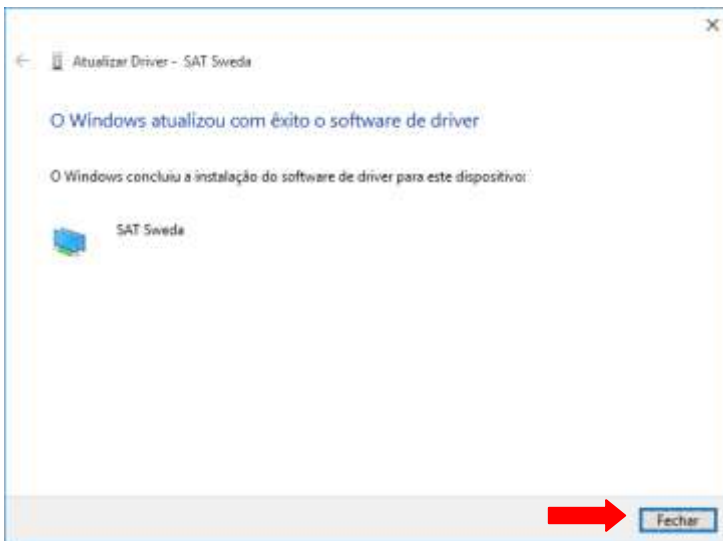 Atualizar Driver - SAT Sweda
O Windows atualizou com êxito o software de driver
O Windows concluiu a instalação do software de driver para este dispositivo:
SAT Sweda
Fechar